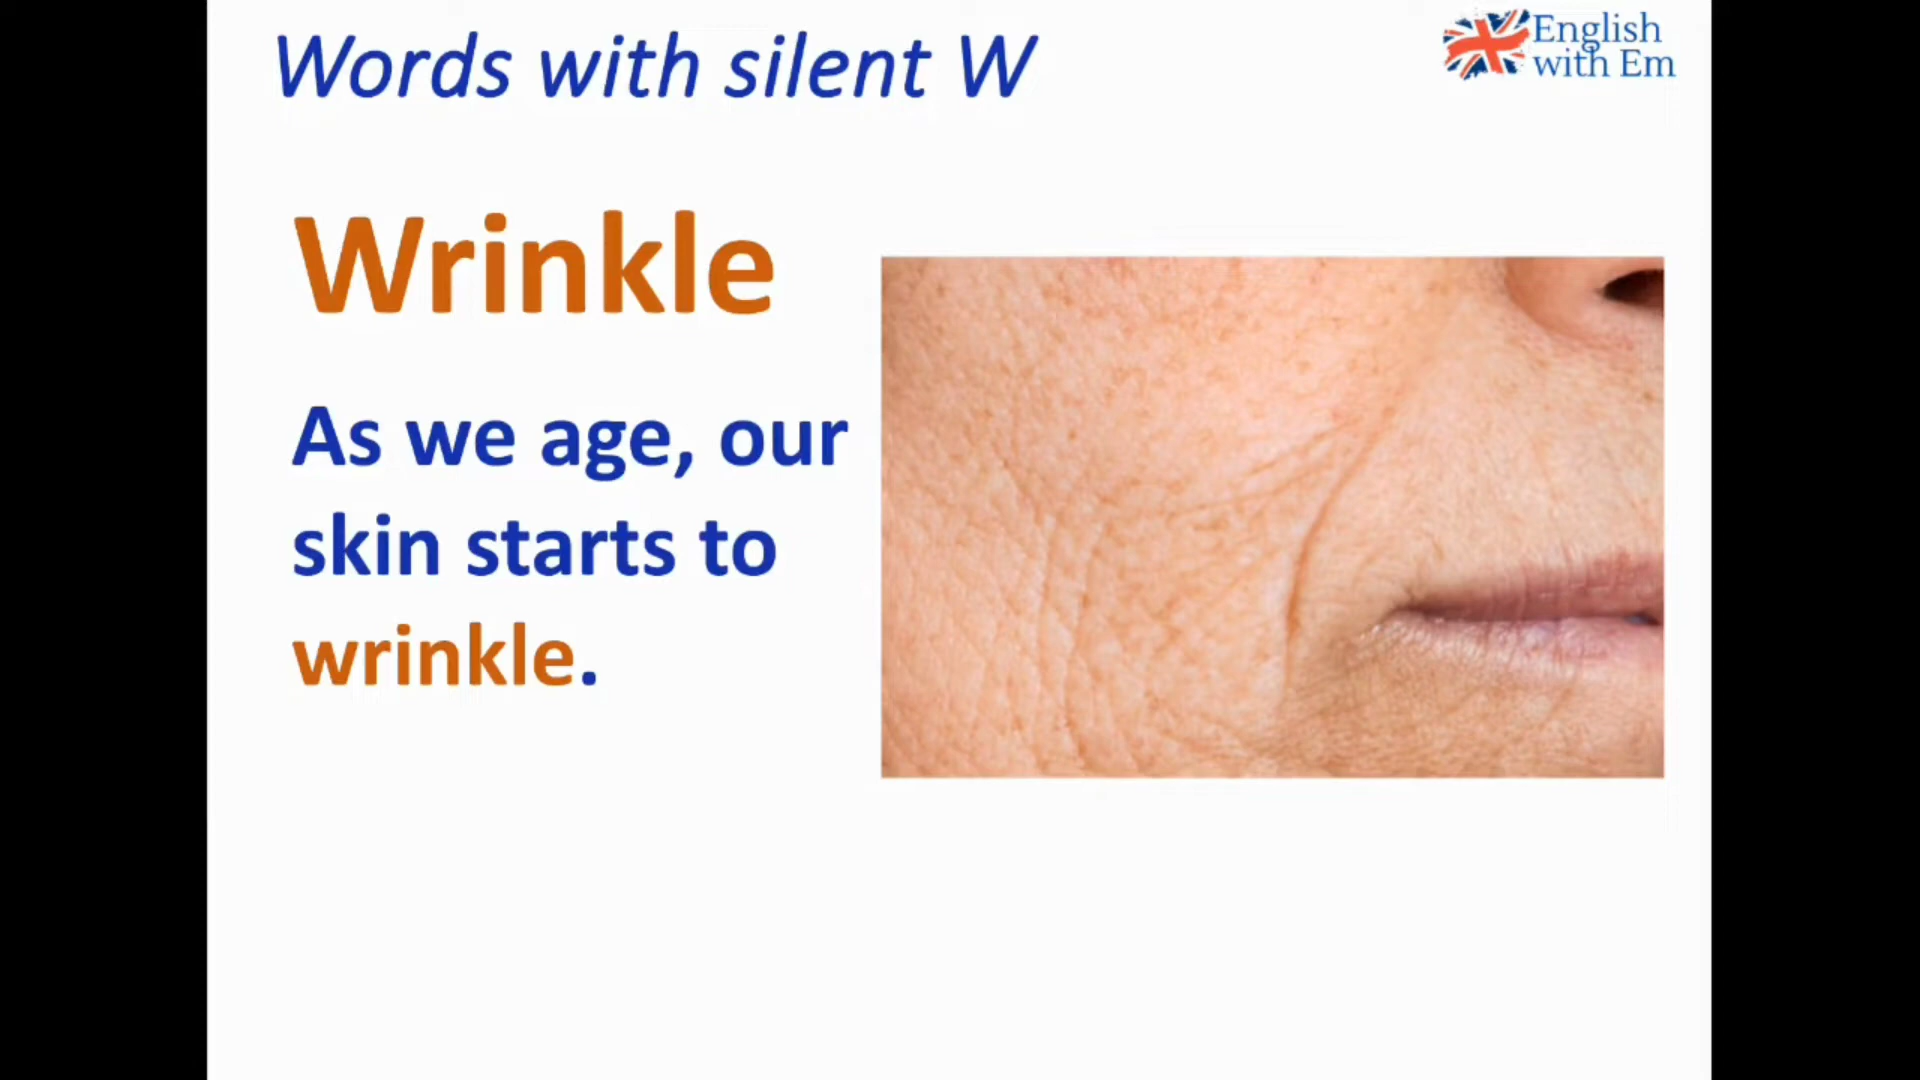 Words with silent W
English
with Em
Wrinkle
As we age, our
skin starts to
wrinkle.